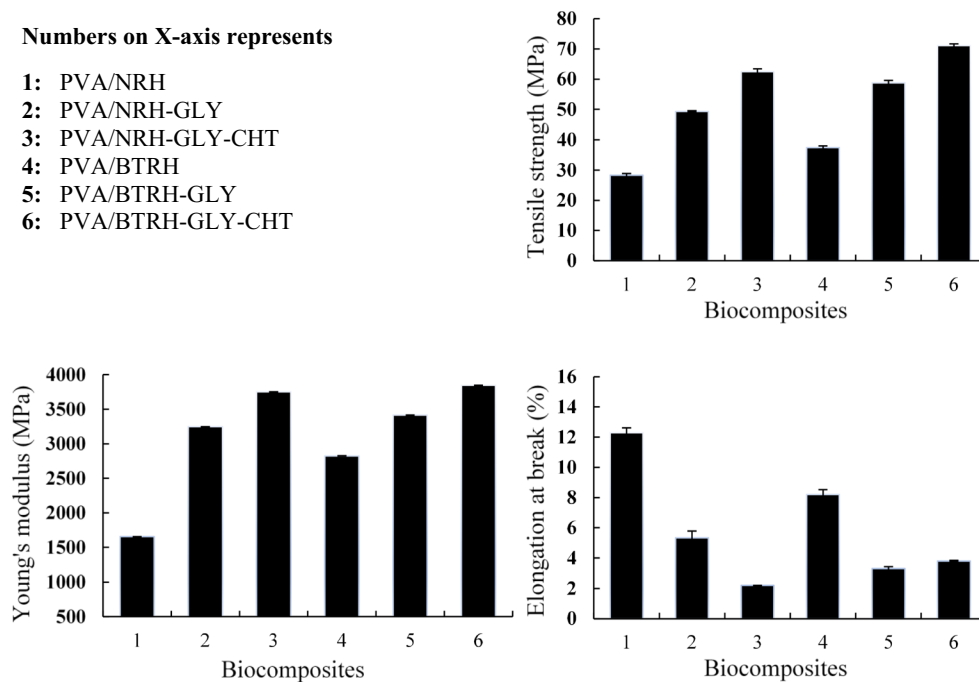 Numbers on X-axis represents
1: PVA/NRH
2: PVA/NRH-GLY
3: PVA/NRH-GLY-CHT
4: PVA/BTRH
5: PVA/BTRH-GLY
6: PVA/BTRH-GLY-CHT
Tensile strength (MPa)
80
70
60
50
40
30
20
10
0
1 2 3 4 5 6
Biocomposites
Young's modulus (MPa)
4000
3500
3000
2500
2000
1500
1000
500
1 2 3 4 5 6
Biocomposites
Elongation at break (%)
16
14
12
10
8
6
4
2
0
1 2 3 4 5 6
Biocomposites